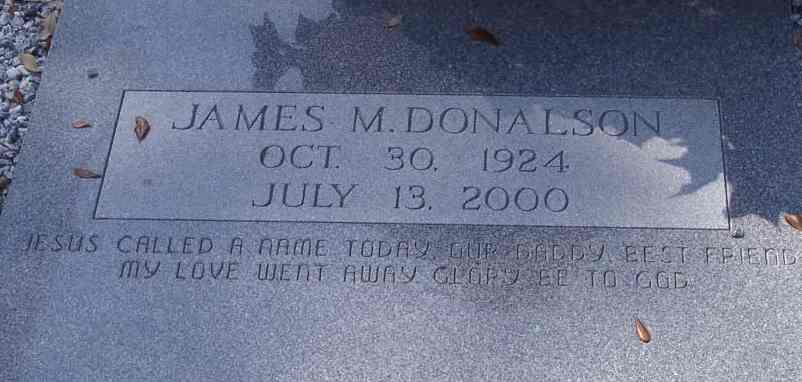 JAMES M. DONALSON
OCT. 30, 1924
JULY 13, 2000
JESUS CALLED A NAME TODAY OUR DADDY, BEST FRIEND
MY LOVE WENT AWAY GLORY BE TO GOD